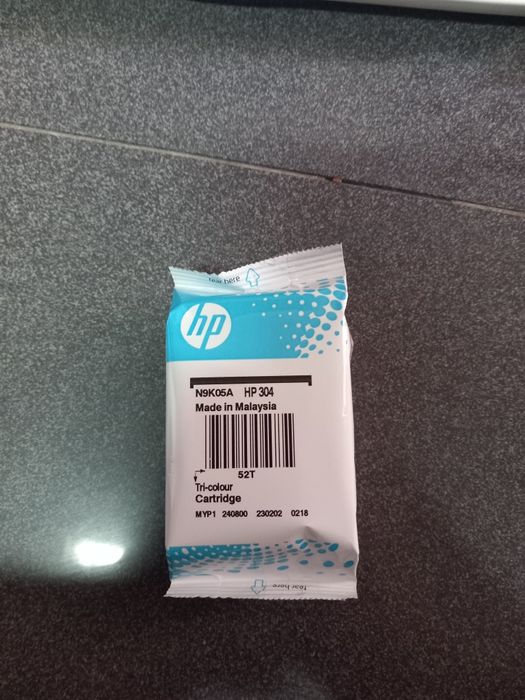 tear here
hp
N9K05A HP 304
Made in Malaysia
52T
Tri-colour
Cartridge
MYP1 240800 230202 0218
tear here